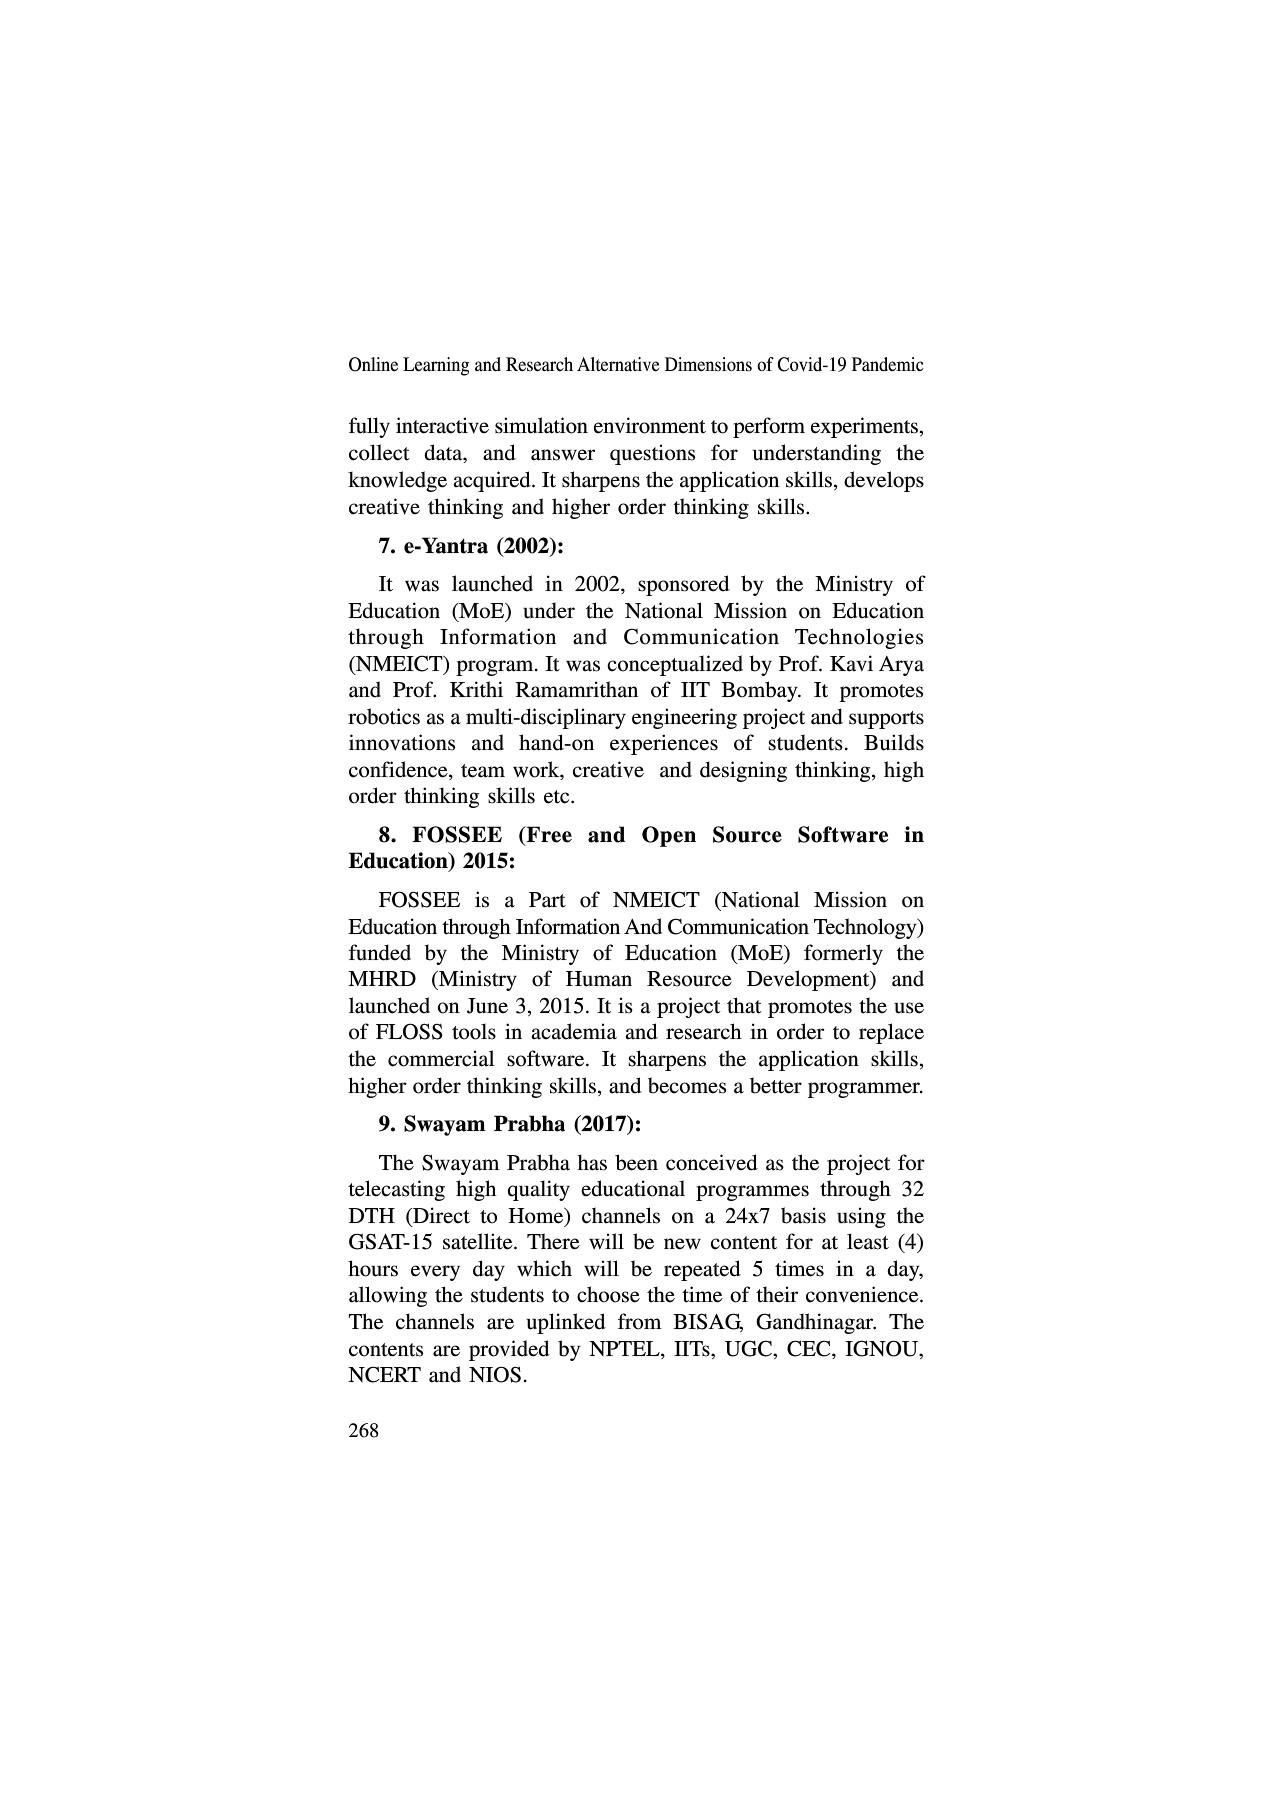 Online Learning and Research Alternative Dimensions of Covid-19 Pandemic
fully interactive simulation environment to perform experiments,
collect data, and answer questions for understanding the
knowledge acquired. It sharpens the application skills, develops
creative thinking and higher order thinking skills.
7. e-Yantra (2002):
It was launched in 2002, sponsored by the Ministry of
Education (MoE) under the National Mission on Education
through Information and Communication Technologies
(NMEICT) program. It was conceptualized by Prof. Kavi Arya
and Prof. Krithi Ramamrithan of IIT Bombay. It promotes
robotics as a multi-disciplinary engineering project and supports
innovations and hand-on experiences of students. Builds
confidence, team work, creative and designing thinking, high
order thinking skills etc.
8. FOSSEE (Free and Open Source Software in
Education) 2015:
FOSSEE is a Part of NMEICT (National Mission on
Education through Information And Communication Technology)
funded by the Ministry of Education (MoE) formerly the
MHRD (Ministry of Human Resource Development) and
launched on June 3, 2015. It is a project that promotes the use
of FLOSS tools in academia and research in order to replace
the commercial software. It sharpens the application skills,
higher order thinking skills, and becomes a better programmer.
9. Swayam Prabha (2017):
The Swayam Prabha has been conceived as the project for
telecasting high quality educational programmes through 32
DTH (Direct to Home) channels on a 24x7 basis using the
GSAT-15 satellite. There will be new content for at least (4)
hours every day which will be repeated 5 times in a day,
allowing the students to choose the time of their convenience.
The channels are uplinked from BISAG, Gandhinagar. The
contents are provided by NPTEL, IITs, UGC, CEC, IGNOU,
NCERT and NIOS.
268